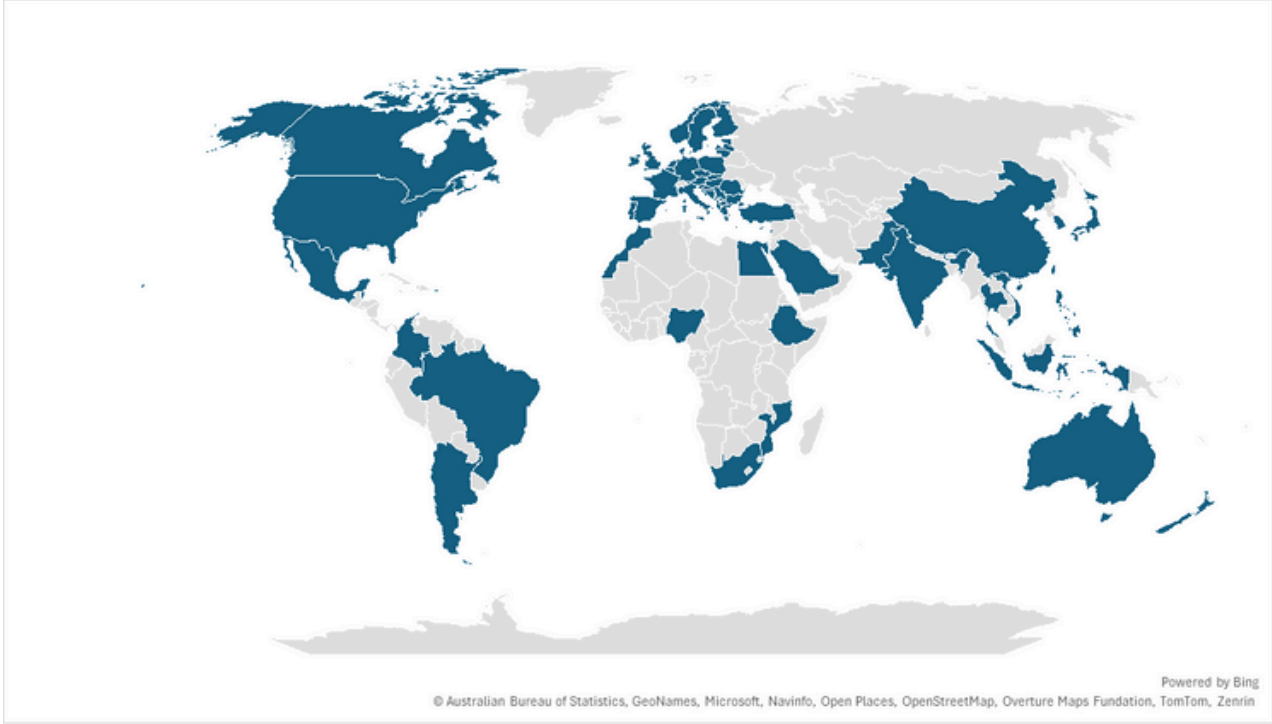 Powered by Bing
© Australian Bureau of Statistics, GeoNames, Microsoft, Navinfo, Open Places, OpenStreetMap, Overture Maps Fundation, TomTom, Zenrin